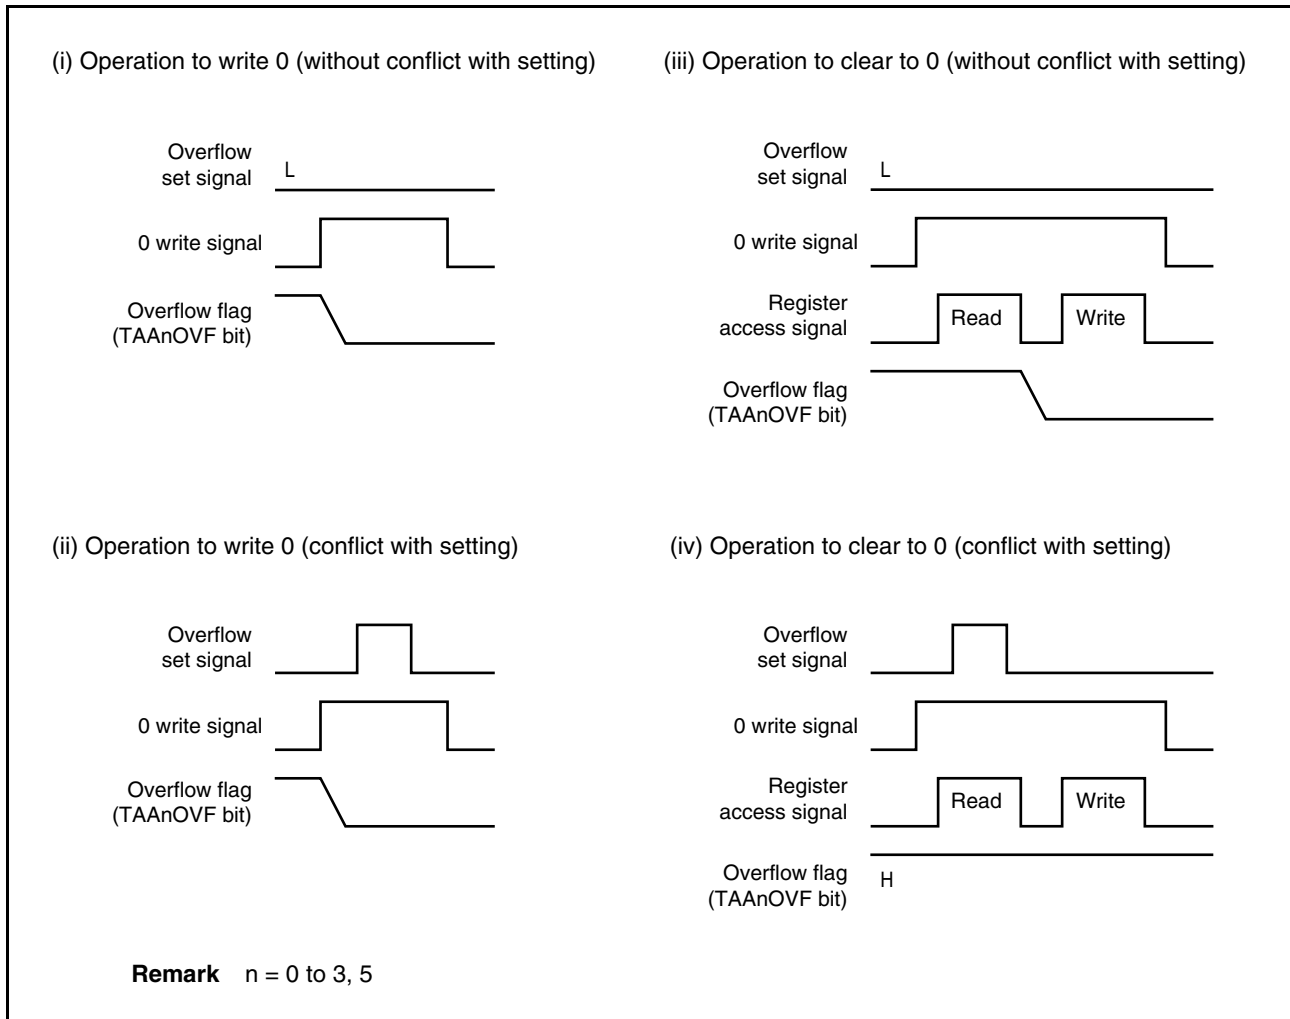 (i) Operation to write 0 (without conflict with setting)
Overflow
set signal
L
0 write signal
Overflow flag
(TAAnOVF bit)
(iii) Operation to clear to 0 (without conflict with setting)
Overflow
set signal
L
0 write signal
Register
access signal
Read
Write
Overflow flag
(TAAnOVF bit)
(ii) Operation to write 0 (conflict with setting)
Overflow
set signal
0 write signal
Overflow flag
(TAAnOVF bit)
(iv) Operation to clear to 0 (conflict with setting)
Overflow
set signal
0 write signal
Register
access signal
Read
Write
Overflow flag
(TAAnOVF bit)
H
Remark n = 0 to 3, 5